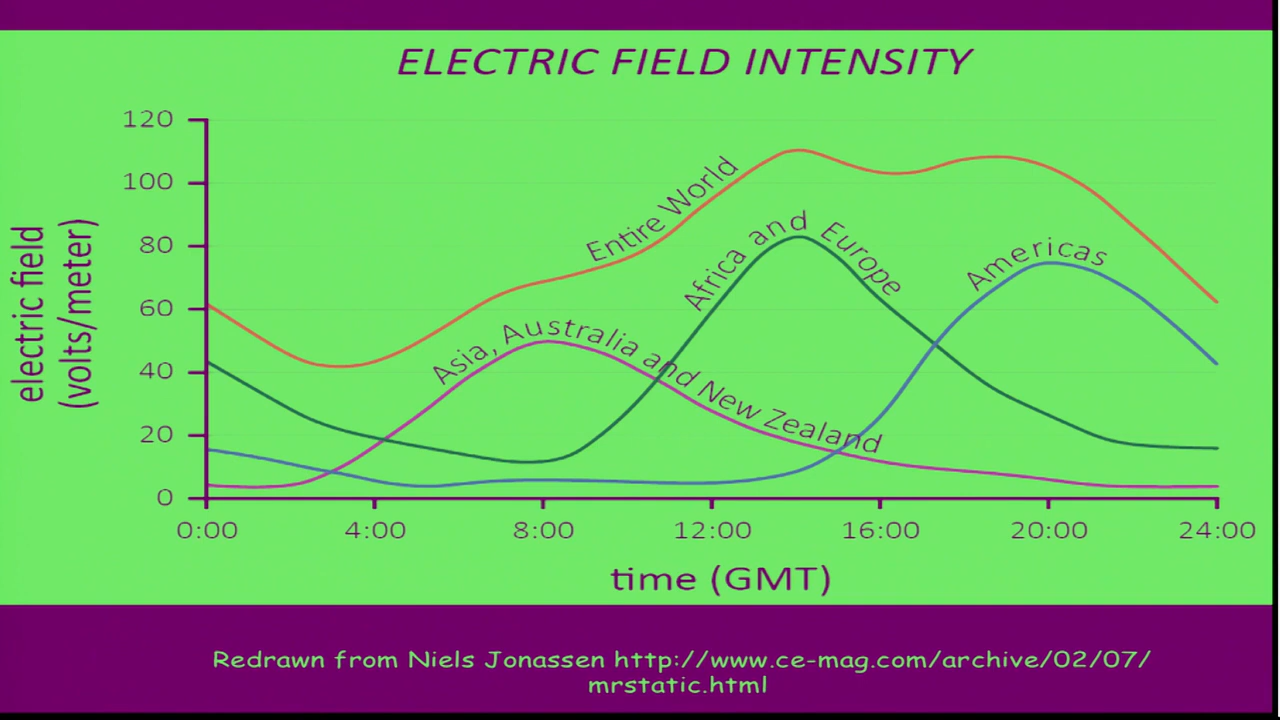 ELECTRIC FIELD INTENSITY
electric field
(volts/meter)
120
100
80
60
40
20
0
Entire World
Africa and Europe
Americas
Asia, Australia and New Zealand
0:00 4:00 8:00 12:00 16:00 20:00 24:00
time (GMT)
Redrawn from Niels Jonassen http://www.ce-mag.com/archive/02/07/
mrstatic.html